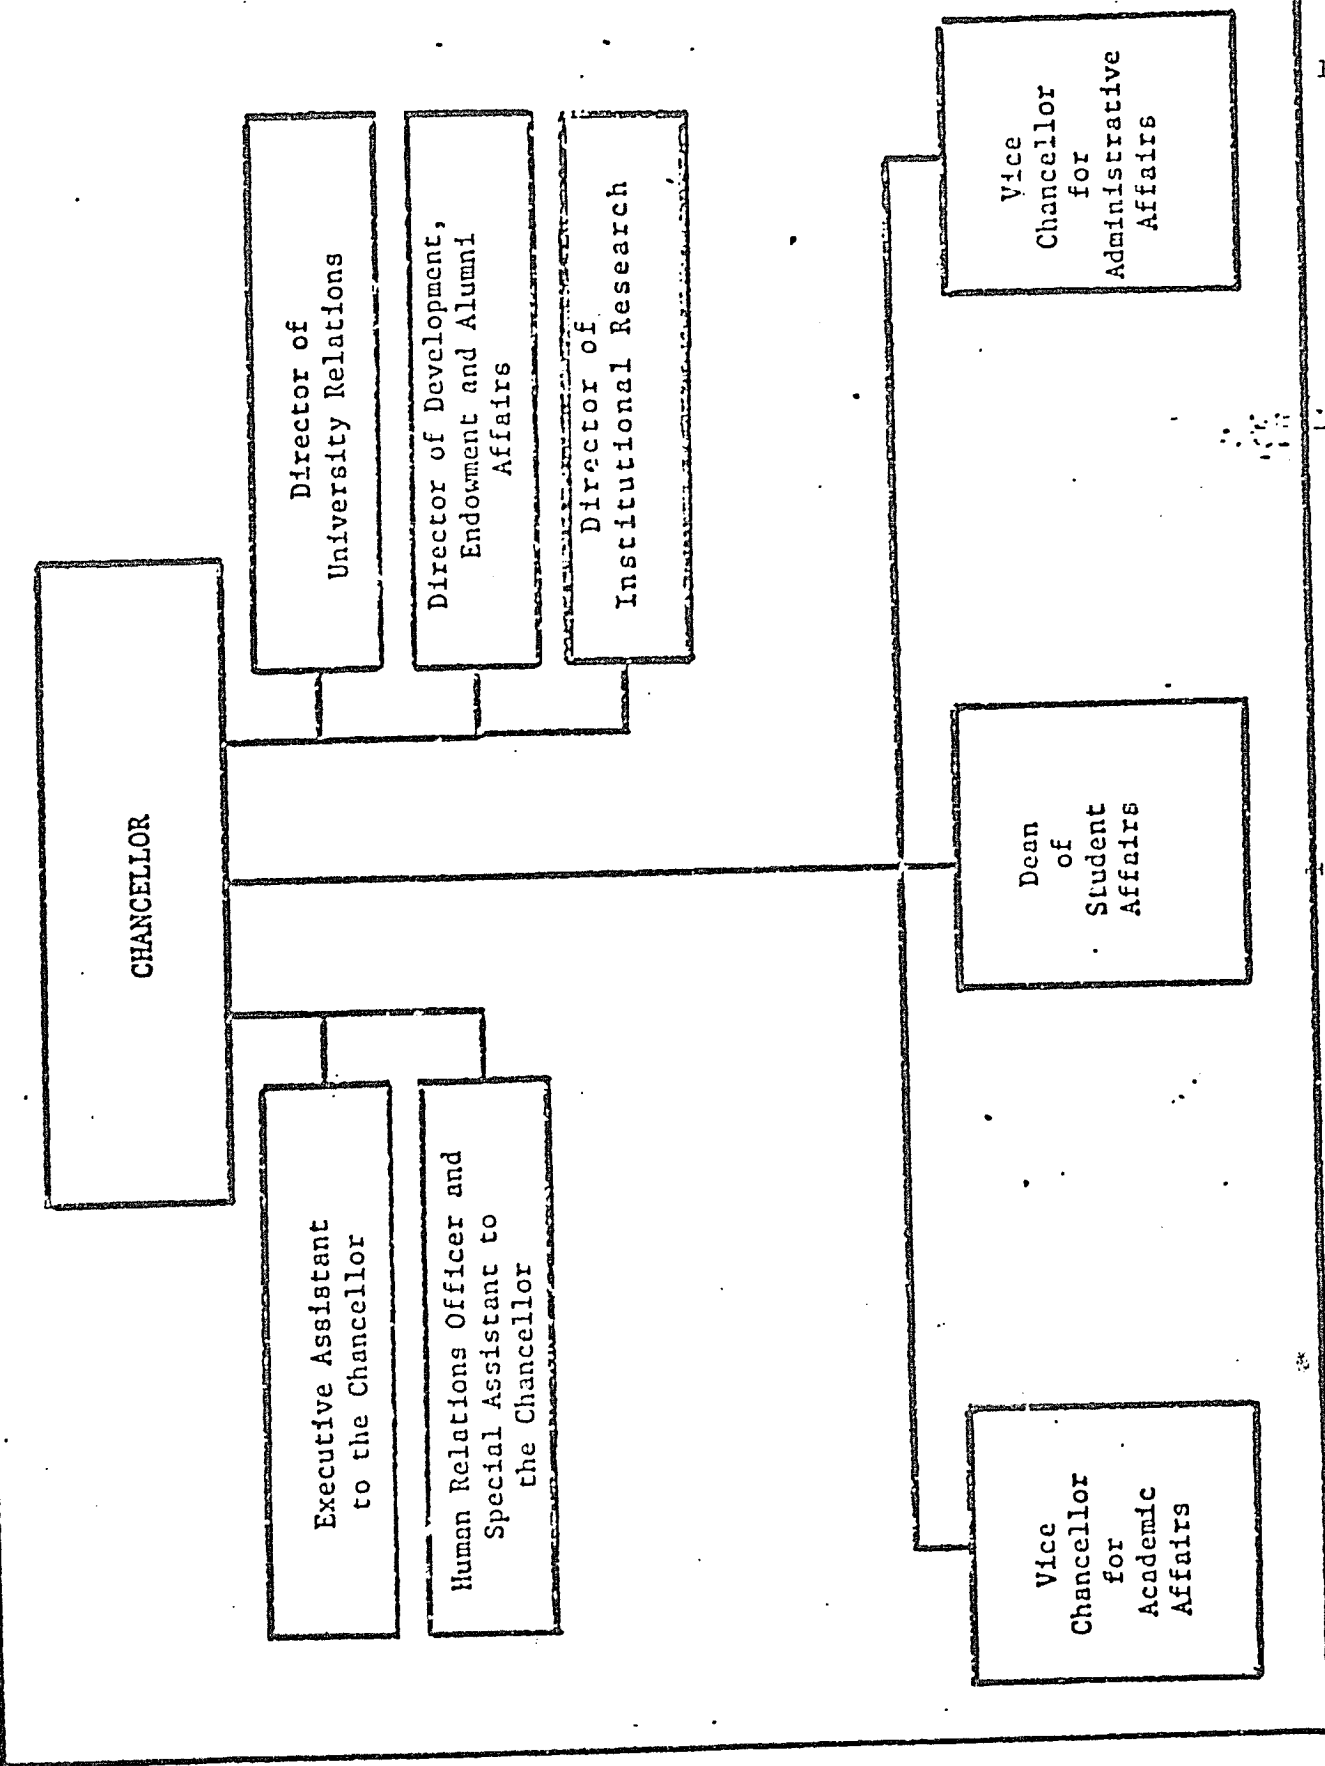 CHANCELLOR
Executive Assistant
to the Chancellor
Human Relations Officer and
Special Assistant to
the Chancellor
Director of
University Relations
Director of Development,
Endowment and Alumni
Affairs
Director of
Institutional Research
Vice
Chancellor
for
Academic
Affairs
Dean
of
Student
Affairs
Vice
Chancellor
for
Administrative
Affairs